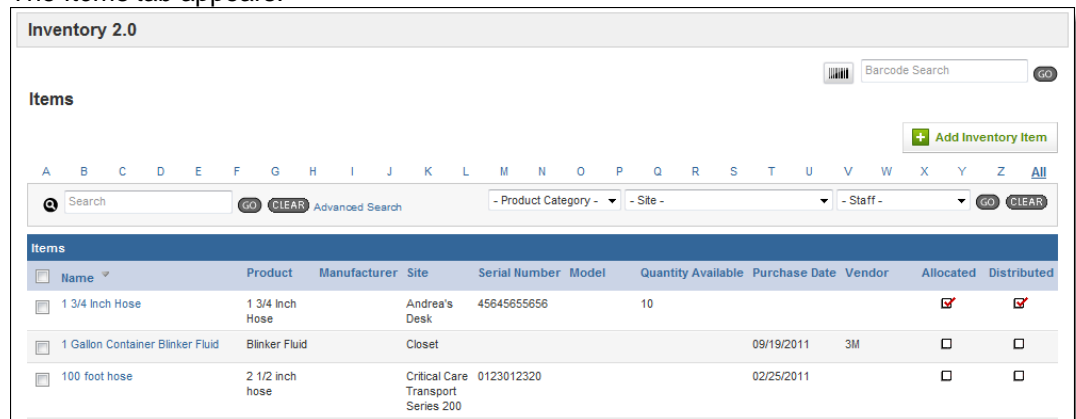 The Items tab appears.
Inventory 2.0
Barcode Search GO
Items
Add Inventory Item
A B C D E F G H I J K L M N O P Q R S T U V W X Y Z All
Search GO CLEAR Advanced Search - Product Category - - Site - - Staff - GO CLEAR
Items
Name Product Manufacturer Site Serial Number Model Quantity Available Purchase Date Vendor Allocated Distributed
1 3/4 Inch Hose 1 3/4 Inch Andrea's 45645655656 10
Hose Desk
1 Gallon Container Blinker Fluid Blinker Fluid Closet 09/19/2011 3M
100 foot hose 2 1/2 inch Critical Care 0123012320 02/25/2011
hose Transport
Series 200